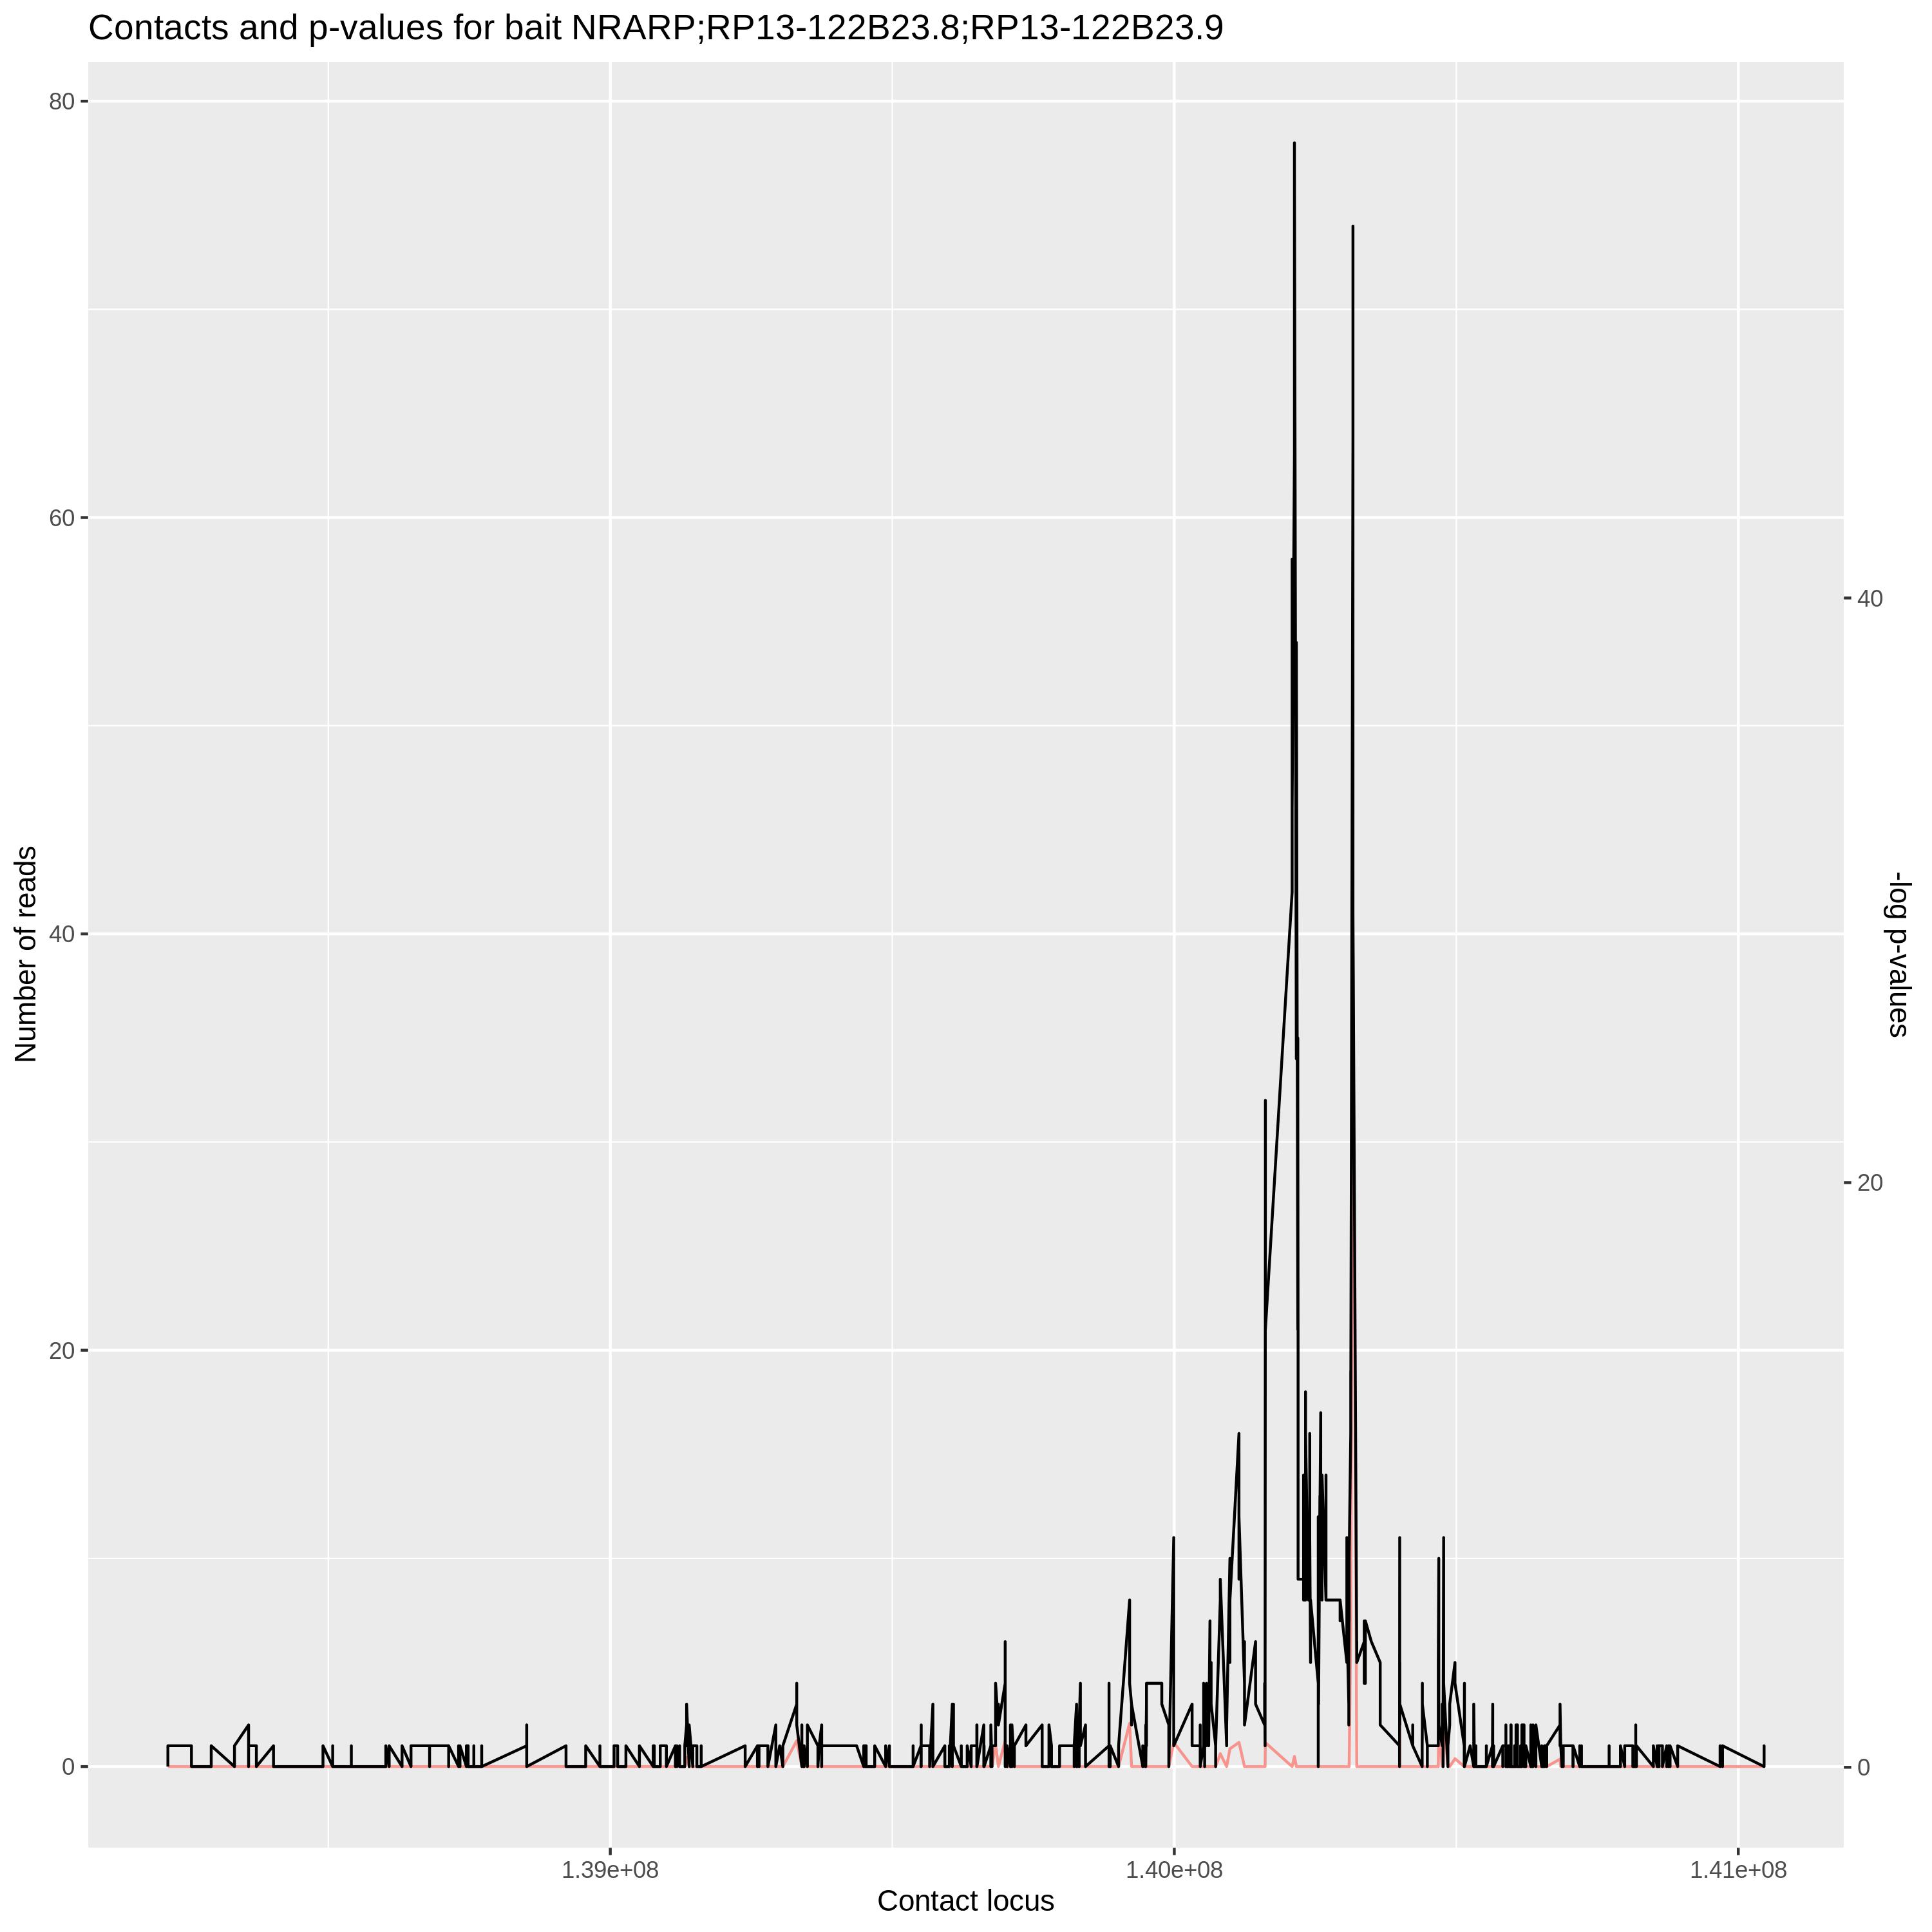 Contacts and p-values for bait NRARP;RP13-122B23.8;RP13-122B23.9
80
60
40
20
0
Number of reads
40
20
0
-log p-values
1.39e+08
1.40e+08
1.41e+08
Contact locus